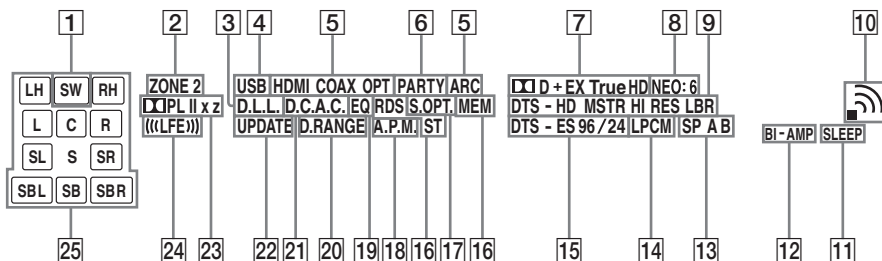 1 2 3 4 5 6 5 7 8 9 10
LH SW RH
L C R
SL S SR
SBL SB SBR
ZONE 2 USB HDMI COAX OPT PARTY ARC D + EX True HD NEO: 6
PL II x z D.L.L. D.C.A.C. EQ RDS S.OPT. MEM DTS - HD MSTR HI RES LBR
(((LFE))) UPDATE D.RANGE A.P.M. ST DTS - ES 96 / 24 LPCM SP A B
BI - AMP SLEEP
25 24 23 22 21 20 19 18 16 17 16 15 14 13 12 11